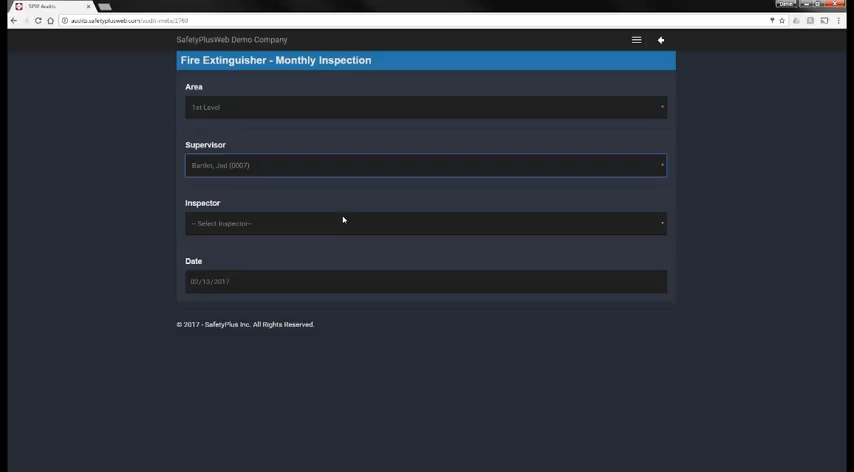 SPW Audits
audits.safetyplusweb.com/audit-meta/1769
SafetyPlusWeb Demo Company
Fire Extinguisher - Monthly Inspection
Area
1st Level
Supervisor
Bartlet, Jed (0007)
Inspector
-- Select Inspector--
Date
02/13/2017
© 2017 - SafetyPlus Inc. All Rights Reserved.